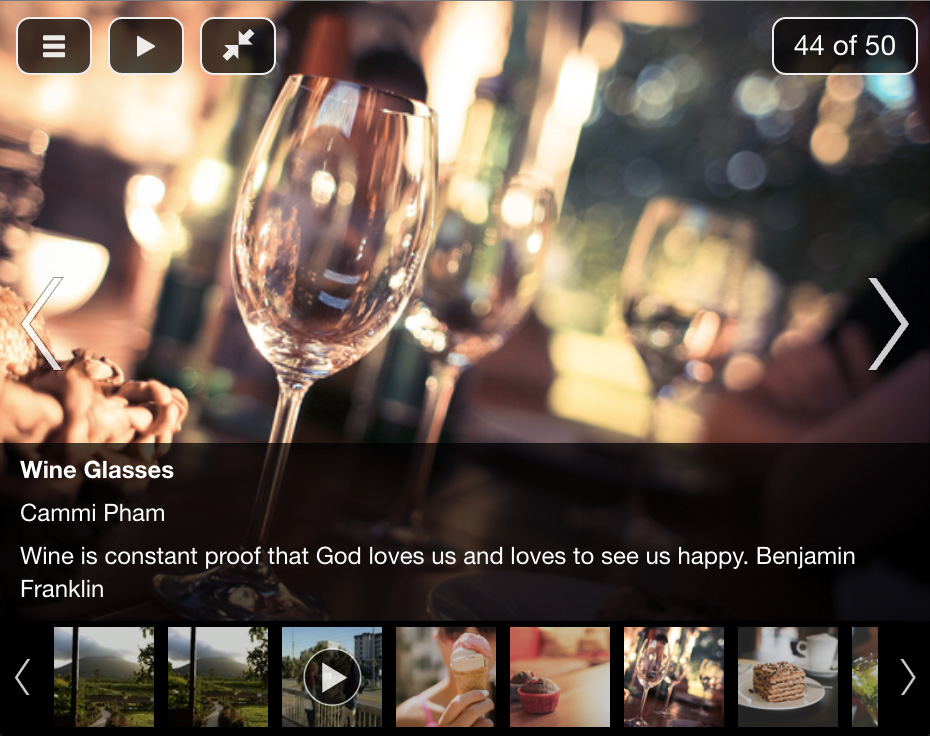 44 of 50
Wine Glasses
Cammi Pham
Wine is constant proof that God loves us and loves to see us happy. Benjamin
Franklin